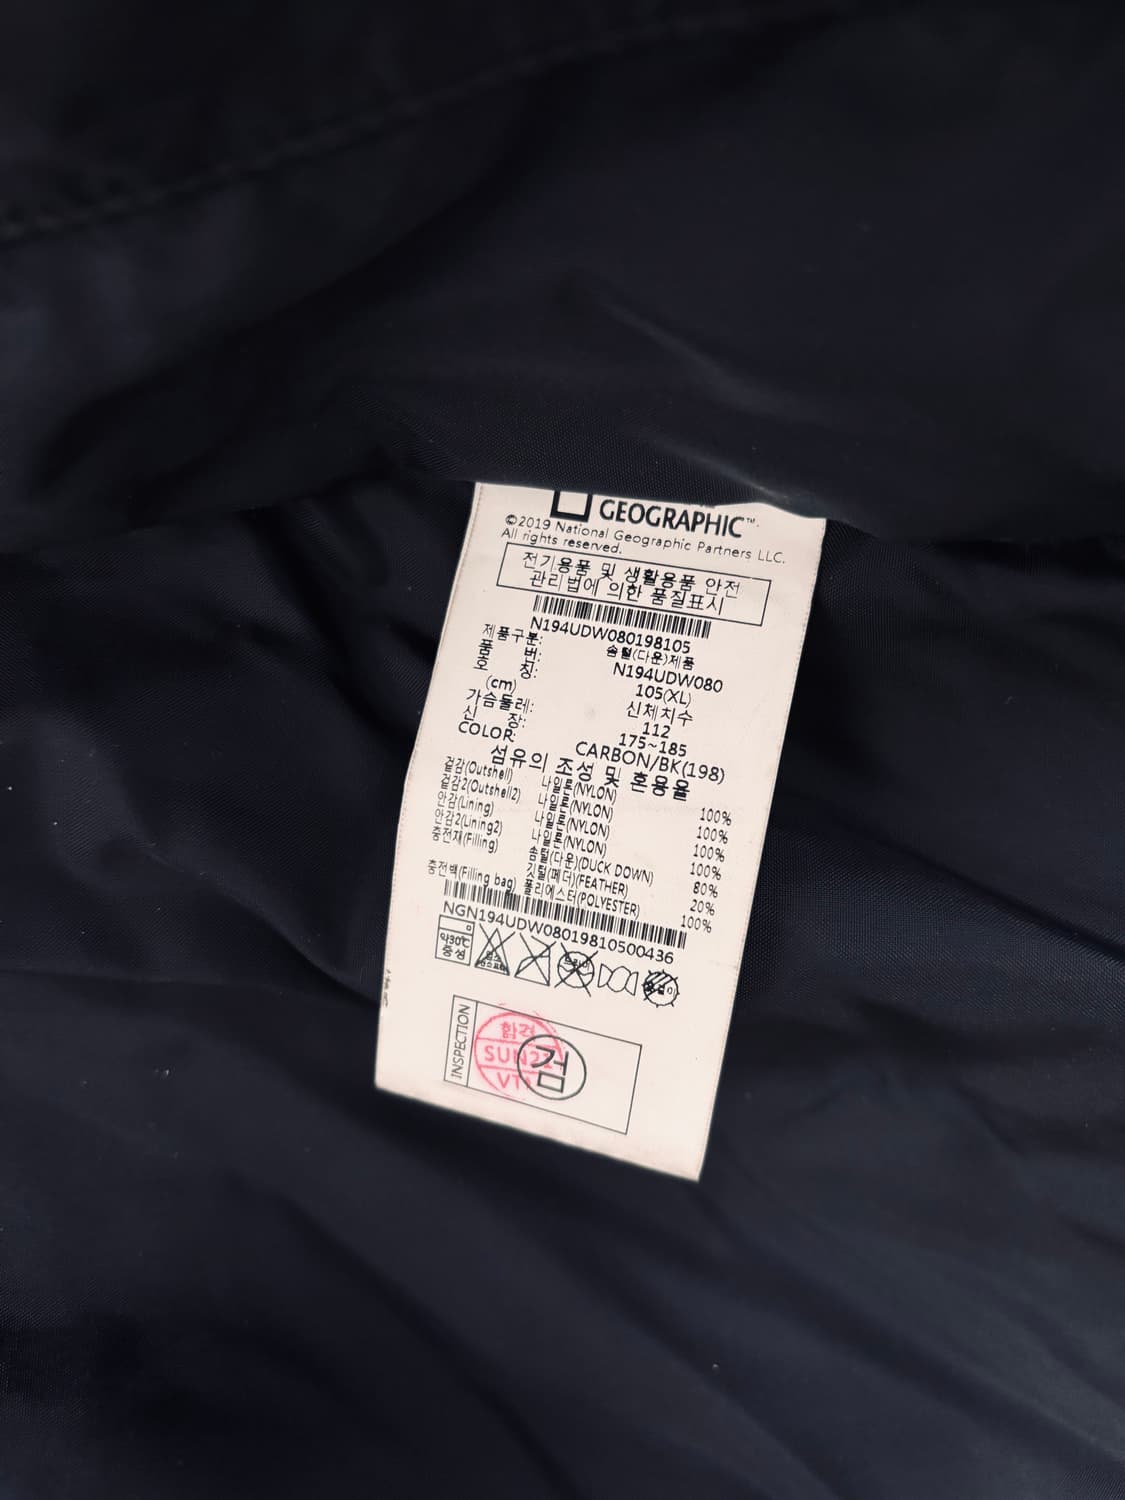 GEOGRAPHIC™
©2019 National Geographic Partners LLC.
All rights reserved.
전기용품 및 생활용품 안전
관리법에 의한 품질표시
N194UDW080198105
제품구분: 솜털(다운)제품
품 번: N194UDW080
호 칭: 105(XL)
(cm) 신체치수
가슴둘레: 112
신 장: 175~185
COLOR: CARBON/BK(198)
섬유의 조성 및 혼용율
겉감(Outshell) 나일론(NYLON) 100%
겉감2(Outshell2) 나일론(NYLON) 100%
안감(Lining) 나일론(NYLON) 100%
안감2(Lining2) 나일론(NYLON) 100%
충전재(Filling) 솜털(다운)(DUCK DOWN) 80%
깃털(페더)(FEATHER) 20%
충전백(Filling bag) 폴리에스터(POLYESTER) 100%
NGN194UDW08019810500436
약30℃
중성
드라이
INSPECTION
합격
검